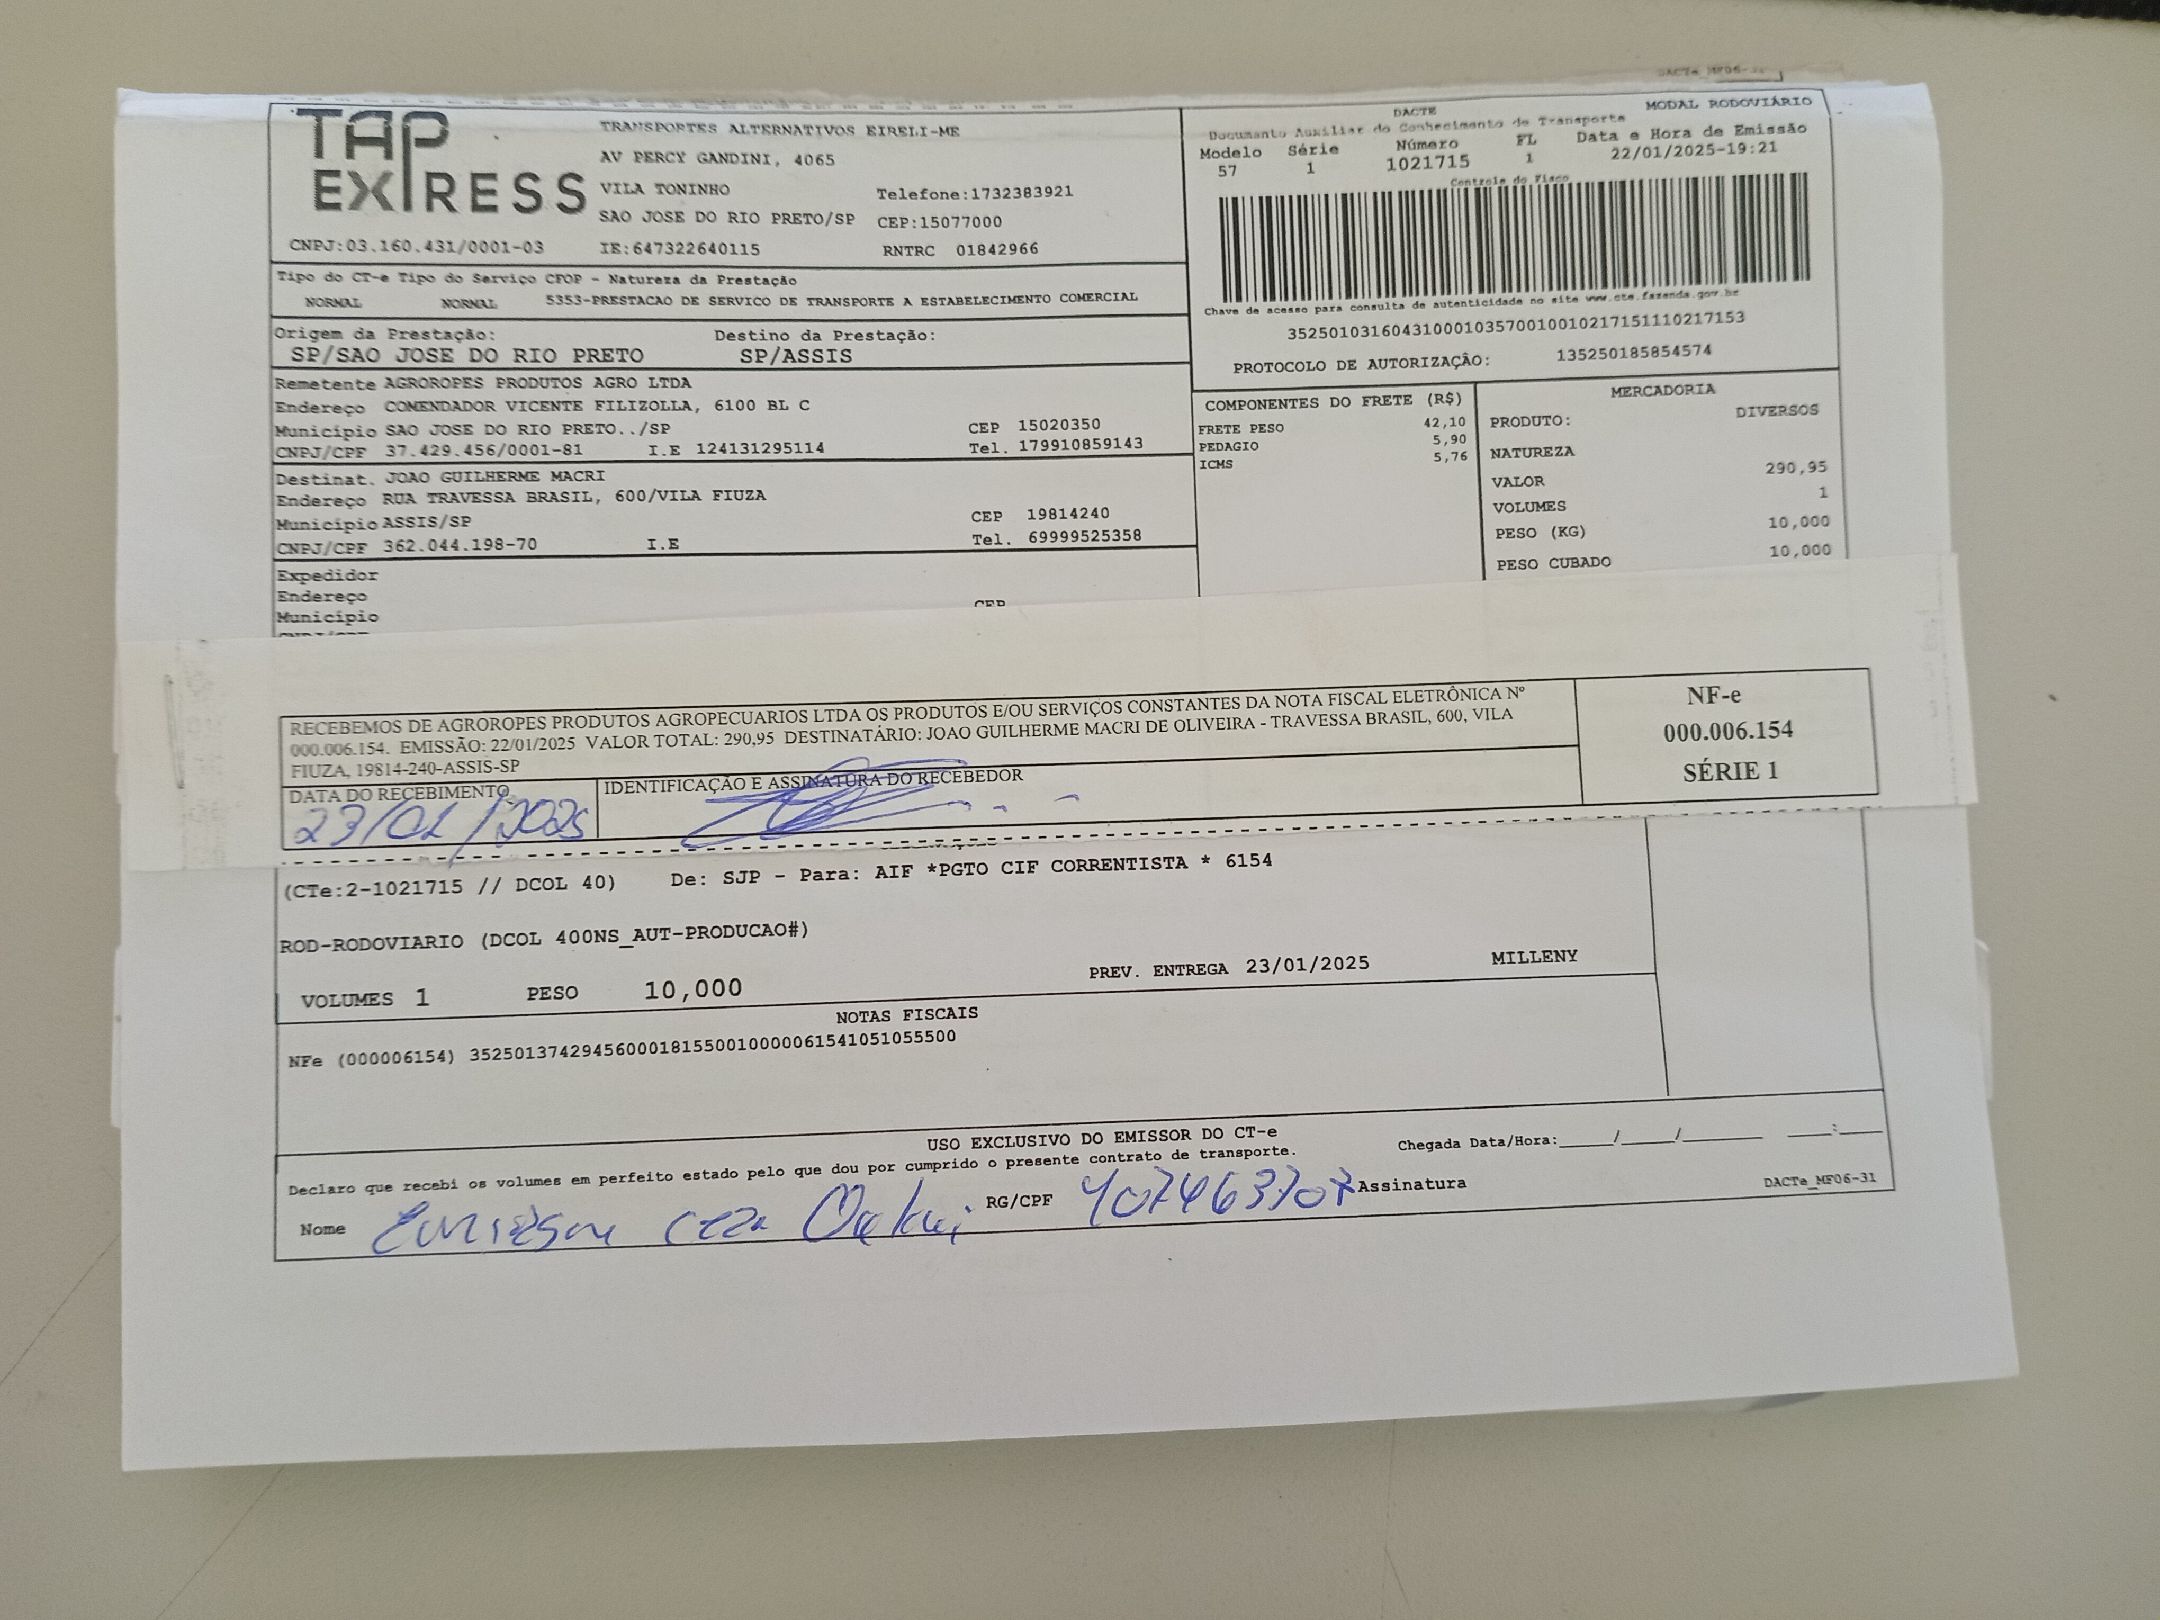 DACTe_MF06-31
TAP EXPRESS
TRANSPORTES ALTERNATIVOS EIRELI-ME
AV PERCY GANDINI, 4065
VILA TONINHO Telefone:1732383921
SAO JOSE DO RIO PRETO/SP CEP:15077000
CNPJ:03.160.431/0001-03 IE:647322640115 RNTRC 01842966
DACTE MODAL RODOVIÁRIO
Documento Auxiliar do Conhecimento de Transporte
Modelo Série Número FL Data e Hora de Emissão
57 1 1021715 1 22/01/2025-19:21
Controle do Fisco
Chave de acesso para consulta de autenticidade no site www.cte.fazenda.gov.br
35250103160431000103570010010217151110217153
PROTOCOLO DE AUTORIZAÇÃO: 135250185854574
Tipo do CT-e Tipo do Serviço CFOP - Natureza da Prestação
NORMAL NORMAL 5353-PRESTACAO DE SERVICO DE TRANSPORTE A ESTABELECIMENTO COMERCIAL
Origem da Prestação: Destino da Prestação:
SP/SAO JOSE DO RIO PRETO SP/ASSIS
Remetente AGROROPES PRODUTOS AGRO LTDA
Endereço COMENDADOR VICENTE FILIZOLLA, 6100 BL C
Município SAO JOSE DO RIO PRETO../SP CEP 15020350
CNPJ/CPF 37.429.456/0001-81 I.E 124131295114 Tel. 179910859143
Destinat. JOAO GUILHERME MACRI
Endereço RUA TRAVESSA BRASIL, 600/VILA FIUZA
Município ASSIS/SP CEP 19814240
CNPJ/CPF 362.044.198-70 I.E Tel. 69999525358
Expedidor
Endereço
Município CEP
COMPONENTES DO FRETE (R$)
FRETE PESO 42,10
PEDAGIO 5,90
ICMS 5,76
MERCADORIA
PRODUTO: DIVERSOS
NATUREZA
VALOR 290,95
VOLUMES 1
PESO (KG) 10,000
PESO CUBADO 10,000
RECEBEMOS DE AGROROPES PRODUTOS AGROPECUARIOS LTDA OS PRODUTOS E/OU SERVIÇOS CONSTANTES DA NOTA FISCAL ELETRÔNICA Nº
000.006.154. EMISSÃO: 22/01/2025 VALOR TOTAL: 290,95 DESTINATÁRIO: JOAO GUILHERME MACRI DE OLIVEIRA - TRAVESSA BRASIL, 600, VILA
FIUZA, 19814-240-ASSIS-SP
NF-e
000.006.154
SÉRIE 1
DATA DO RECEBIMENTO IDENTIFICAÇÃO E ASSINATURA DO RECEBEDOR
23/01/2025
(CTe:2-1021715 // DCOL 40) De: SJP - Para: AIF *PGTO CIF CORRENTISTA * 6154
ROD-RODOVIARIO (DCOL 400NS_AUT-PRODUCAO#)
VOLUMES 1 PESO 10,000 PREV. ENTREGA 23/01/2025 MILLENY
NOTAS FISCAIS
NFe (000006154) 35250137429456000181550010000061541051055500
USO EXCLUSIVO DO EMISSOR DO CT-e
Declaro que recebi os volumes em perfeito estado pelo que dou por cumprido o presente contrato de transporte. Chegada Data/Hora:_____/_____/_______ ____:____
Nome RG/CPF 407463707 Assinatura
DACTe_MF06-31